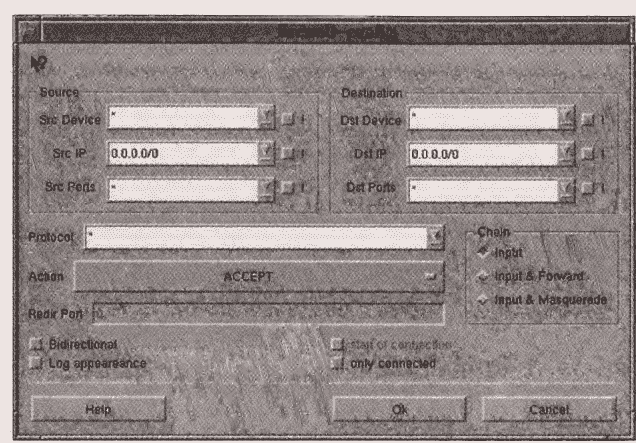 Source
Destination
Src Device * !
Dst Device * !
Src IP 0.0.0.0/0 !
Dst IP 0.0.0.0/0 !
Src Ports * !
Dst Ports * !
Protocol *
Chain
Input
Action ACCEPT
Input & Forward
Input & Masquerade
Redir Port
Bidirectional
start of connection
Log appeareance
only connected
Help
Ok
Cancel